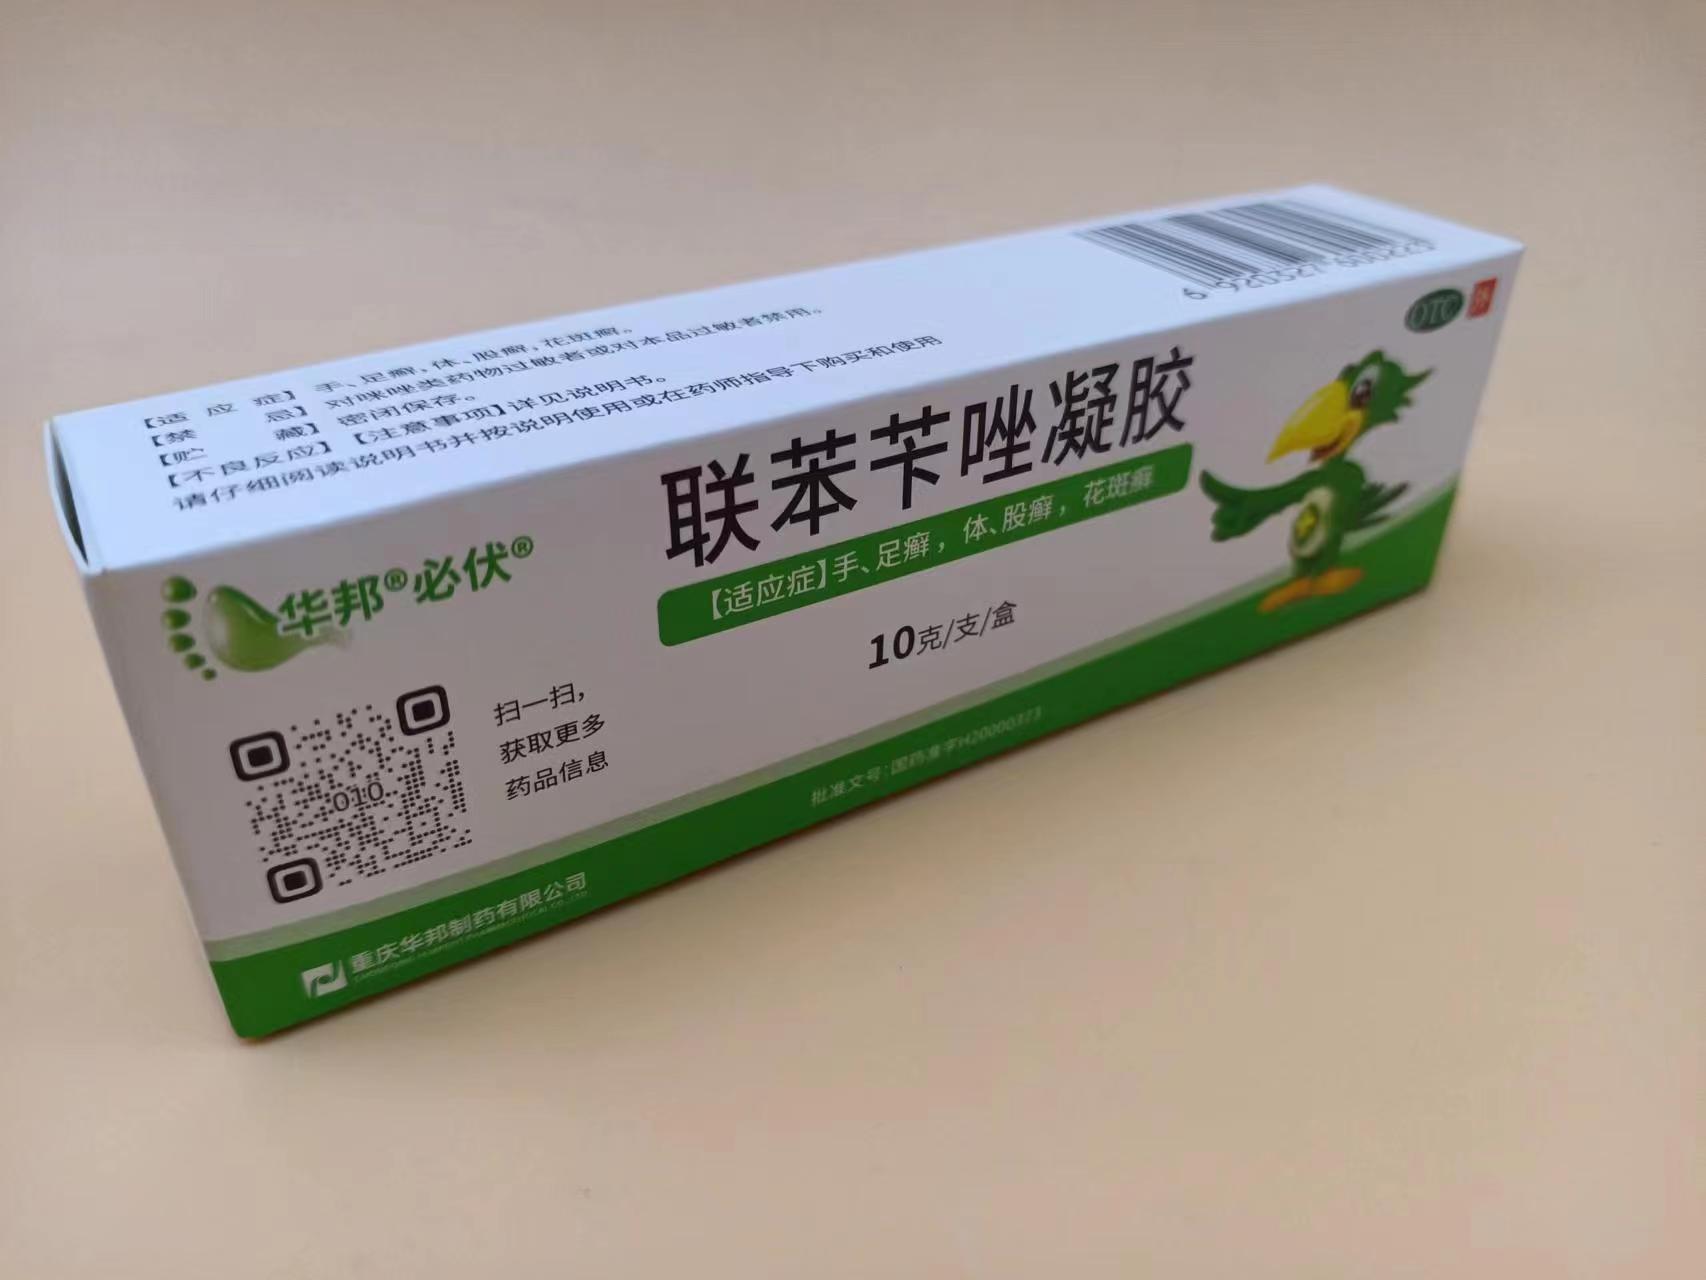 【适应症】 手、足癣，体、股癣，花斑癣。
【禁忌】 对咪唑类药物过敏者或对本品过敏者禁用。
【贮藏】 密闭保存。
【不良反应】【注意事项】详见说明书。
请仔细阅读说明书并按说明使用或在药师指导下购买和使用
OTC 外
华邦®必伏®
联苯苄唑凝胶
【适应症】手、足癣，体、股癣，花斑癣
10克/支/盒
扫一扫，
获取更多
药品信息
010
批准文号：国药准字H20000373
重庆华邦制药有限公司